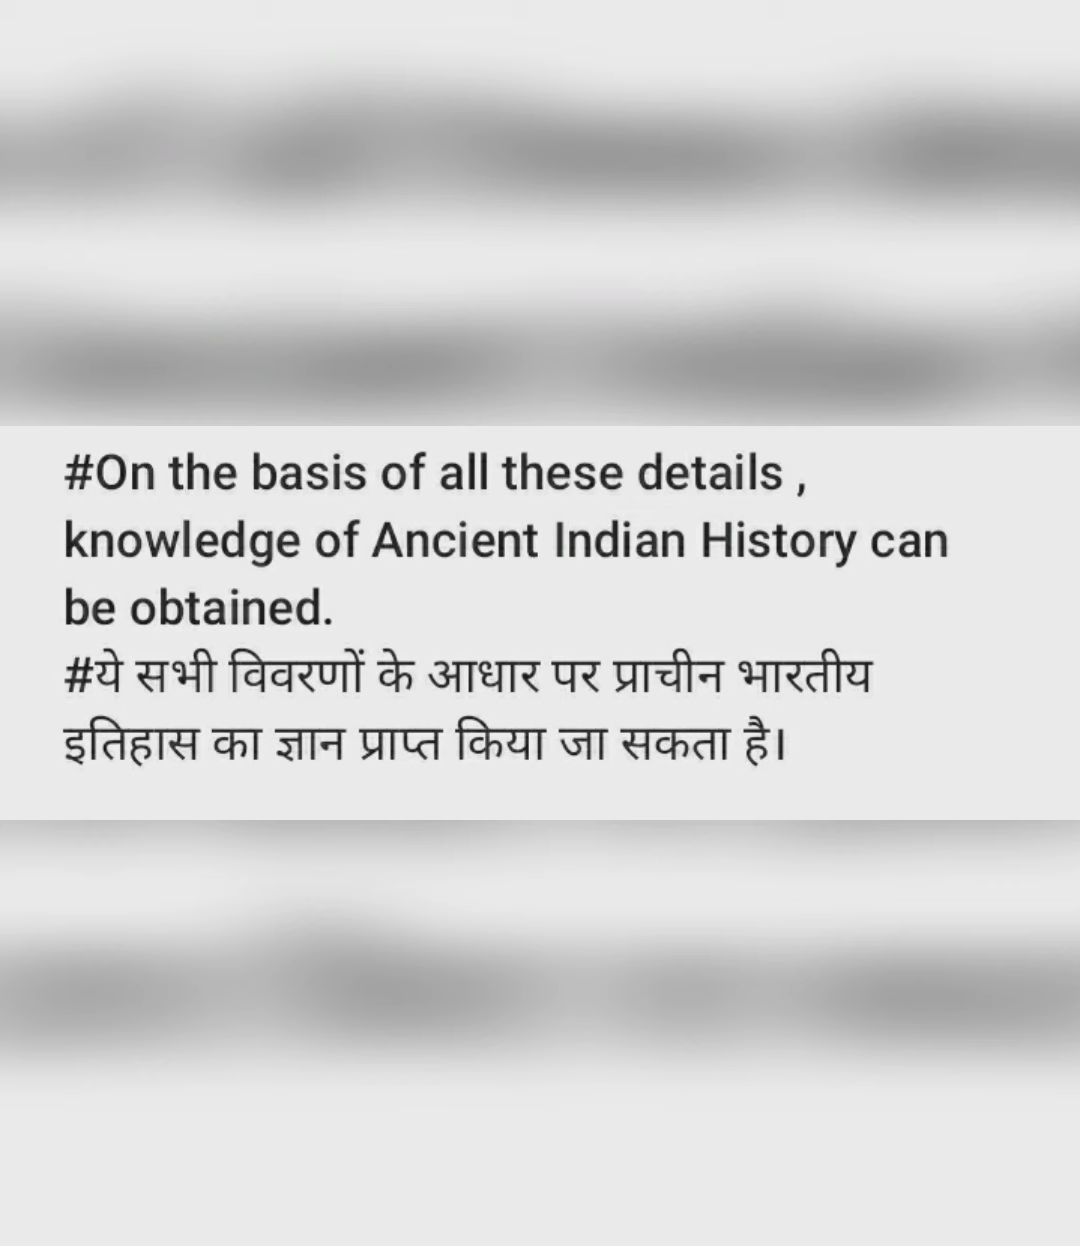 #On the basis of all these details ,
knowledge of Ancient Indian History can
be obtained.
#ये सभी विवरणों के आधार पर प्राचीन भारतीय
इतिहास का ज्ञान प्राप्त किया जा सकता है।